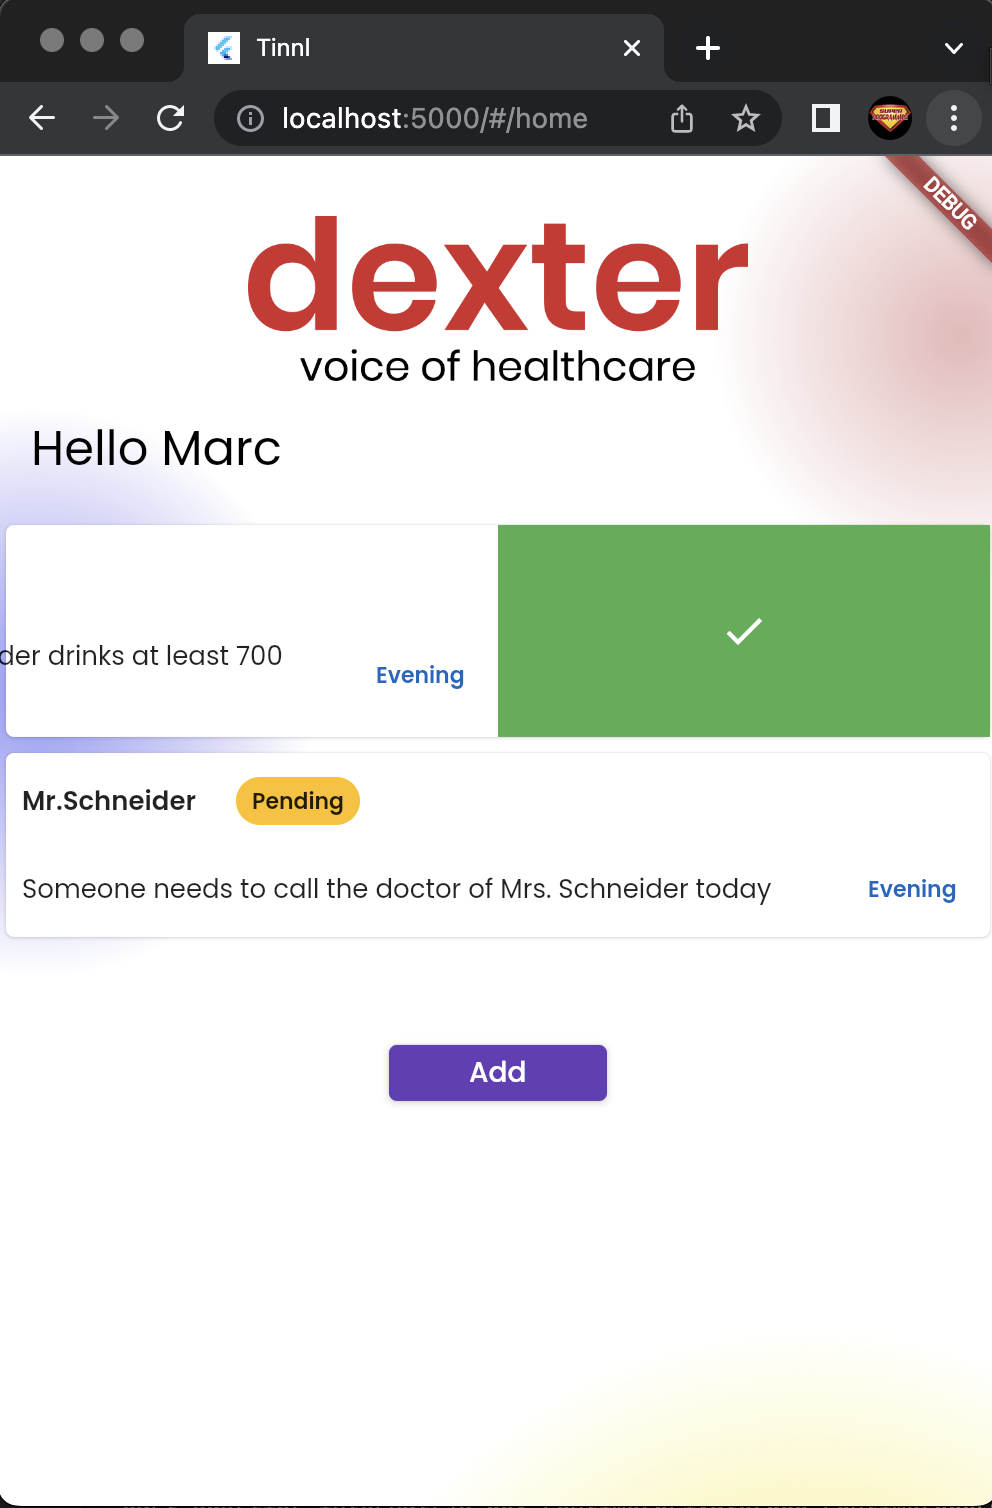 Tinnl
localhost:5000/#/home
DEBUG
dexter
voice of healthcare
Hello Marc
der drinks at least 700
Evening
Mr.Schneider
Pending
Someone needs to call the doctor of Mrs. Schneider today
Evening
Add